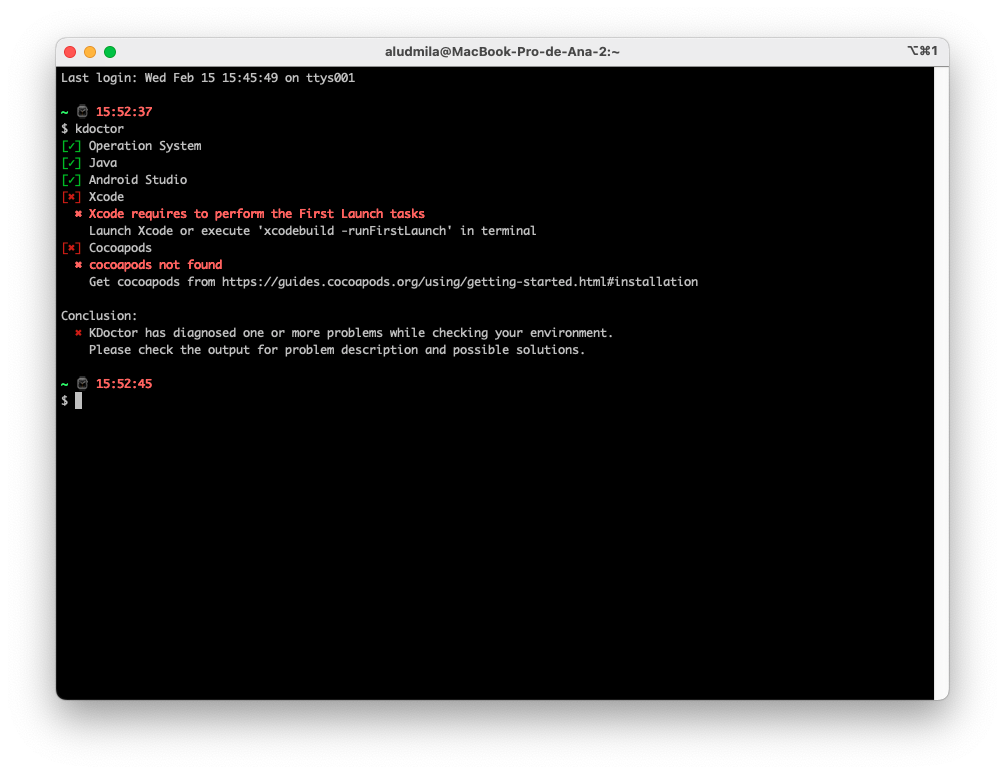 aludmila@MacBook-Pro-de-Ana-2:~ ⌥⌘1
Last login: Wed Feb 15 15:45:49 on ttys001
~ 15:52:37
$ kdoctor
[✓] Operation System
[✓] Java
[✓] Android Studio
[✖] Xcode
✖ Xcode requires to perform the First Launch tasks
Launch Xcode or execute 'xcodebuild -runFirstLaunch' in terminal
[✖] Cocoapods
✖ cocoapods not found
Get cocoapods from https://guides.cocoapods.org/using/getting-started.html#installation
Conclusion:
✖ KDoctor has diagnosed one or more problems while checking your environment.
Please check the output for problem description and possible solutions.
~ 15:52:45
$